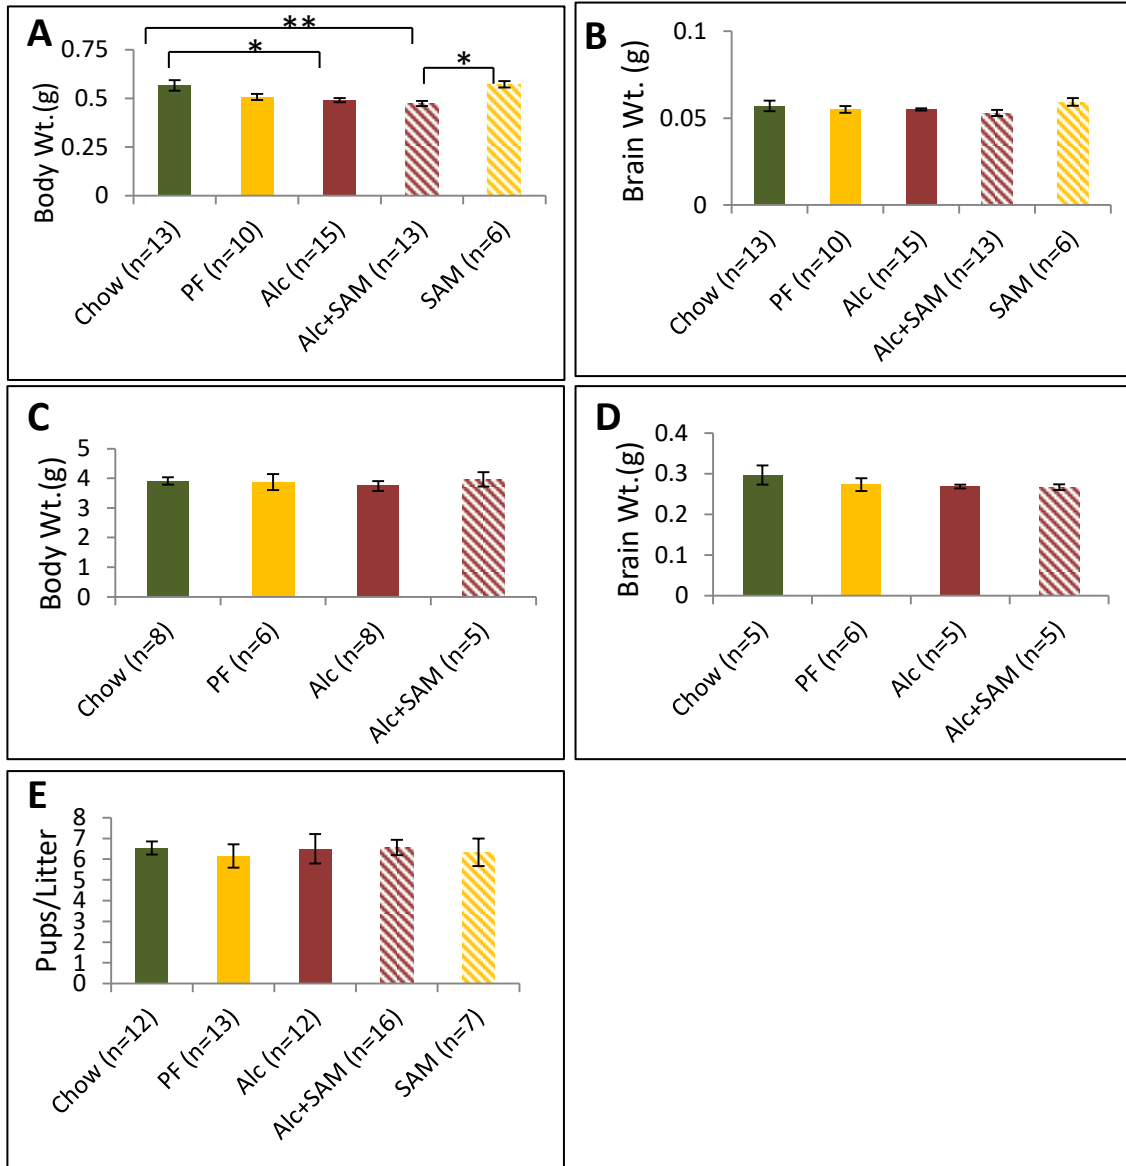 A
**
*
*
Body Wt.(g)
0.75
0.5
0.25
0
Chow (n=13)
PF (n=10)
Alc (n=15)
Alc+SAM (n=13)
SAM (n=6)
B
Brain Wt.(g)
0.1
0.05
0
Chow (n=13)
PF (n=10)
Alc (n=15)
Alc+SAM (n=13)
SAM (n=6)
C
Body Wt.(g)
5
4
3
2
1
0
Chow (n=8)
PF (n=6)
Alc (n=8)
Alc+SAM (n=5)
D
Brain Wt.(g)
0.4
0.3
0.2
0.1
0
Chow (n=5)
PF (n=6)
Alc (n=5)
Alc+SAM (n=5)
E
Pups/Litter
8
7
6
5
4
3
2
1
0
Chow (n=12)
PF (n=13)
Alc (n=12)
Alc+SAM (n=16)
SAM (n=7)